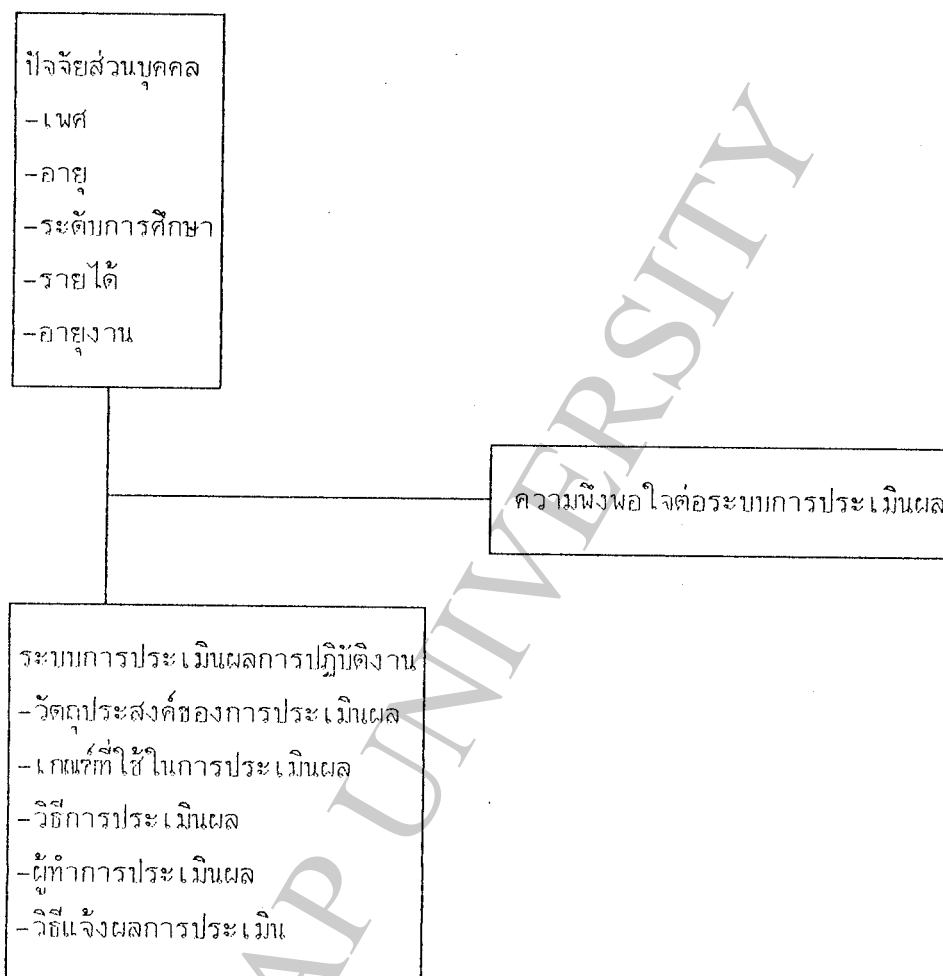 ปัจจัยส่วนบุคคล
-เพศ
-อายุ
-ระดับการศึกษา
-รายได้
-อายุงาน
ความพึงพอใจต่อระบบการประเมินผล
ระบบการประเมินผลการปฏิบัติงาน
-วัตถุประสงค์ของการประเมินผล
-เกณฑ์ที่ใช้ในการประเมินผล
-วิธีการประเมินผล
-ผู้ทำการประเมินผล
-วิธีแจ้งผลการประเมิน
AP UNIVERSITY